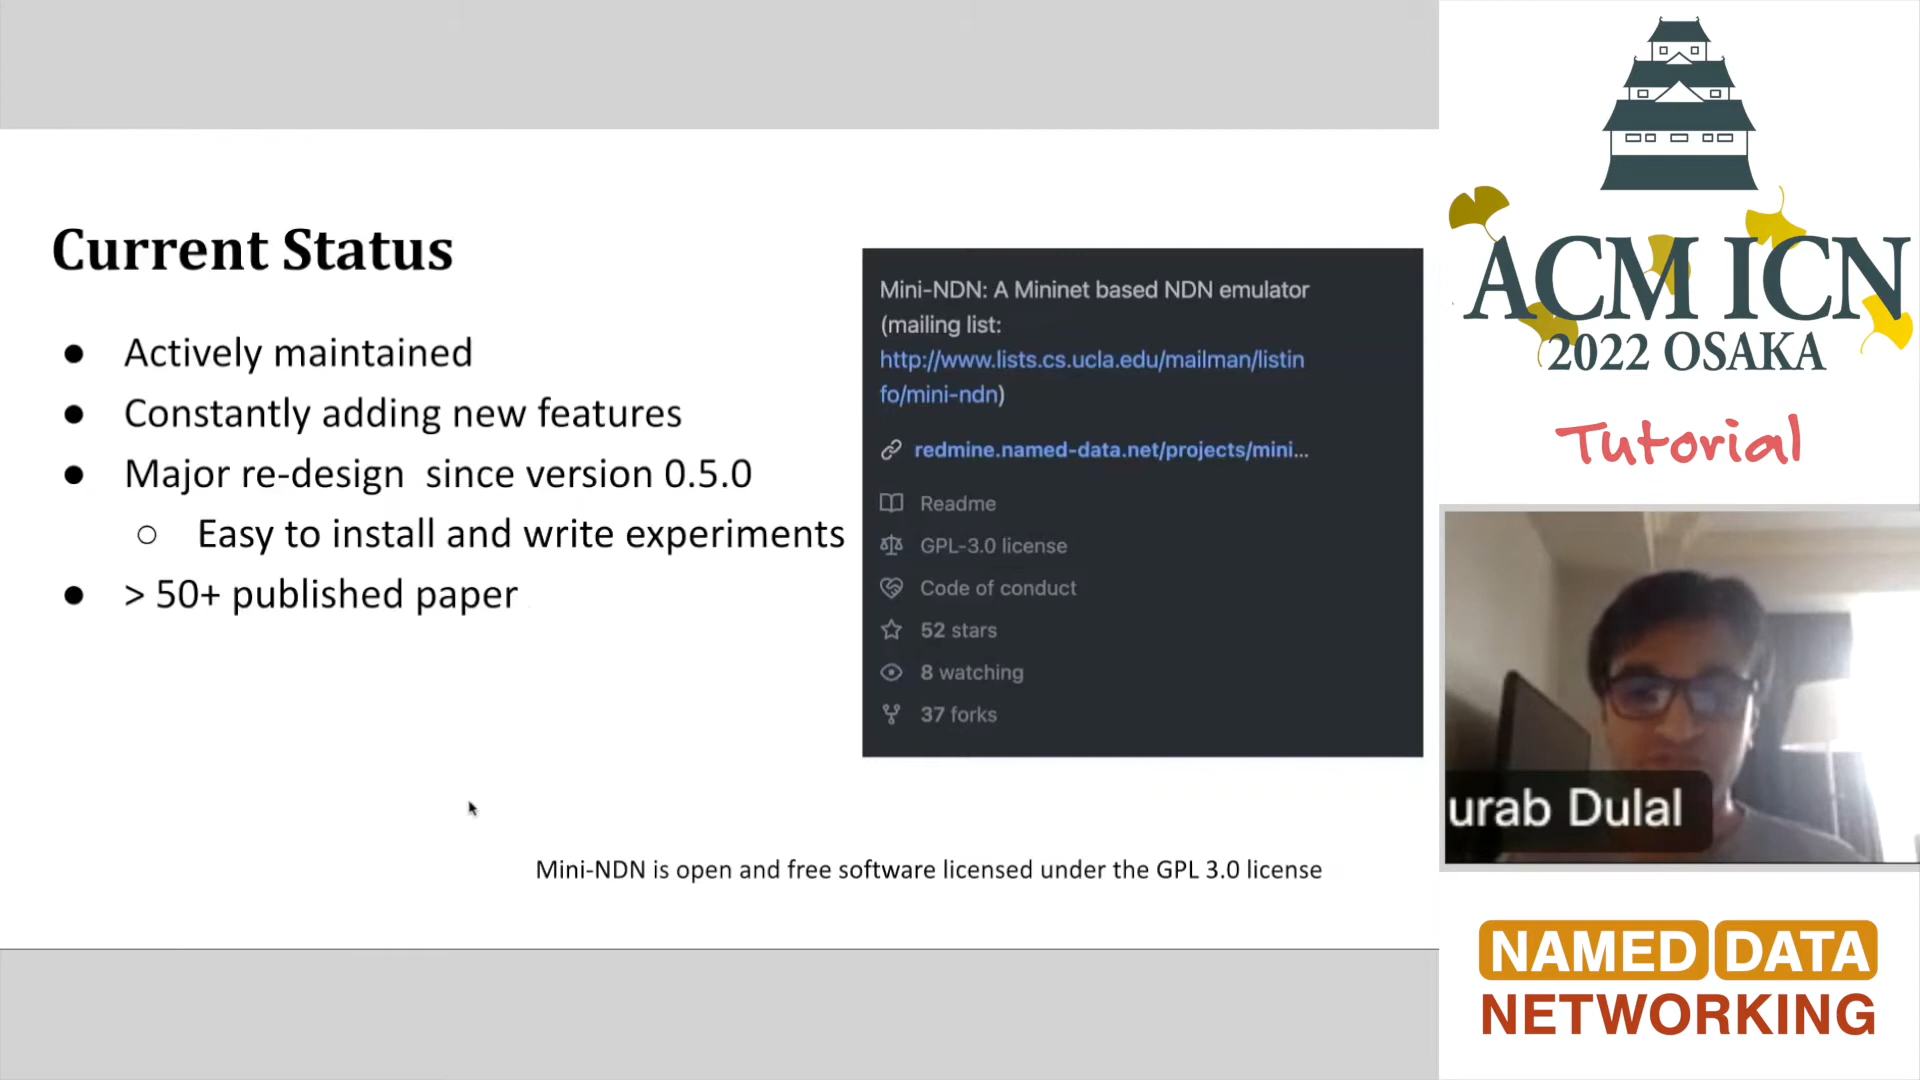 Current Status
● Actively maintained
● Constantly adding new features
● Major re-design  since version 0.5.0
○ Easy to install and write experiments
● > 50+ published paper
Mini-NDN: A Mininet based NDN emulator
(mailing list:
http://www.lists.cs.ucla.edu/mailman/listin
fo/mini-ndn)
redmine.named-data.net/projects/mini...
Readme
GPL-3.0 license
Code of conduct
52 stars
8 watching
37 forks
Mini-NDN is open and free software licensed under the GPL 3.0 license
ACM ICN
2022 OSAKA
Tutorial
urab Dulal
NAMED DATA
NETWORKING